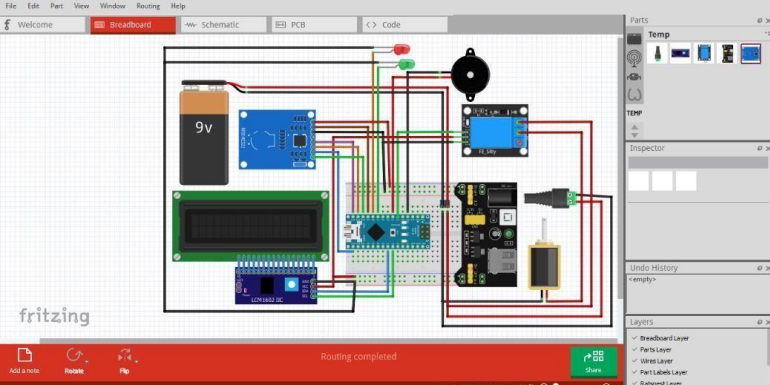 File Edit Part View Window Routing Help
Welcome Breadboard Schematic PCB Code
Parts
Temp
TEMP
9v
Inspector
LCM1602 IIC
fritzing
Undo History
<empty>
Layers
Breadboard Layer
Parts Layer
Wires Layer
Part Labels Layer
Ratsnest Layer
Routing completed
Add a note
Rotate
Flip
Share